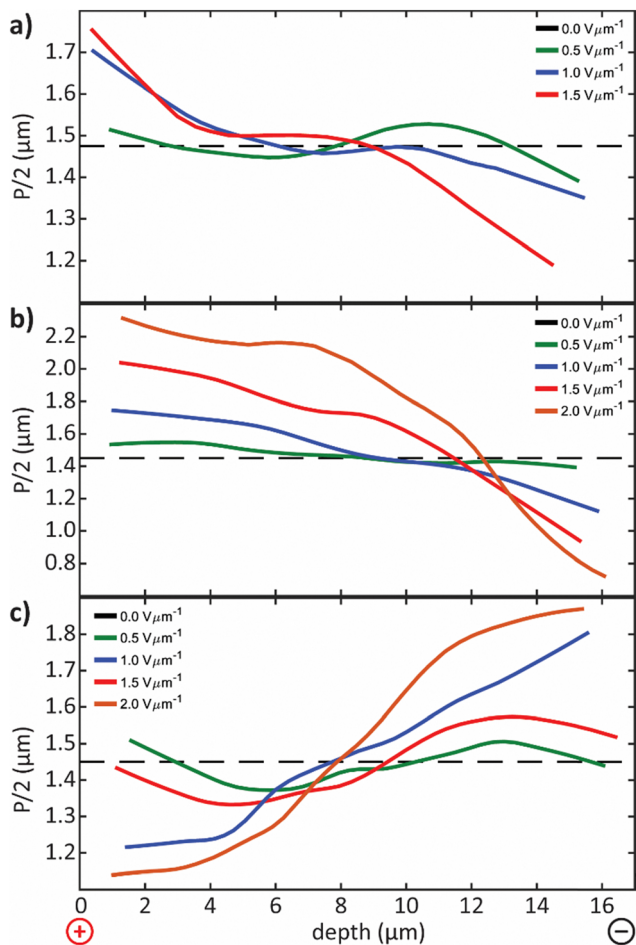 a)
1.7
1.6
1.5
1.4
1.3
1.2
P/2 (µm)
0.0 Vµm⁻¹
0.5 Vµm⁻¹
1.0 Vµm⁻¹
1.5 Vµm⁻¹
b)
2.2
2.0
1.8
1.6
1.4
1.2
1.0
0.8
P/2 (µm)
0.0 Vµm⁻¹
0.5 Vµm⁻¹
1.0 Vµm⁻¹
1.5 Vµm⁻¹
2.0 Vµm⁻¹
c)
1.8
1.7
1.6
1.5
1.4
1.3
1.2
P/2 (µm)
0.0 Vµm⁻¹
0.5 Vµm⁻¹
1.0 Vµm⁻¹
1.5 Vµm⁻¹
2.0 Vµm⁻¹
0 2 4 6 8 10 12 14 16
+ depth (µm) −